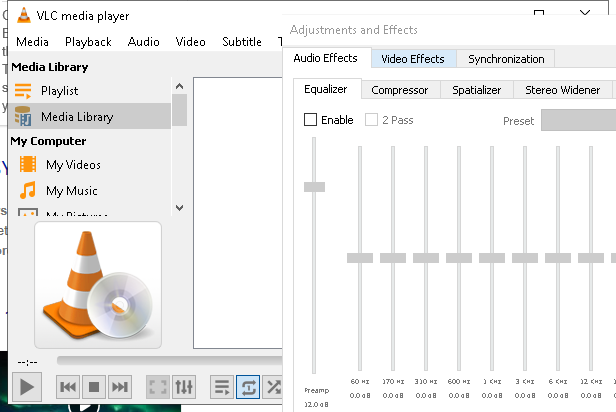 VLC media player
Media Playback Audio Video Subtitle T
Media Library
Playlist
Media Library
My Computer
My Videos
My Music
My Pictures
--:--
Adjustments and Effects
Audio Effects Video Effects Synchronization
Equalizer Compressor Spatializer Stereo Widener
Enable 2 Pass Preset
60 Hz 170 Hz 310 Hz 600 Hz 1 KHz 3 KHz 6 KHz 12 KHz
Preamp 0.0 dB 0.0 dB 0.0 dB 0.0 dB 0.0 dB 0.0 dB 0.0 dB 0.0 dB
12.0 dB